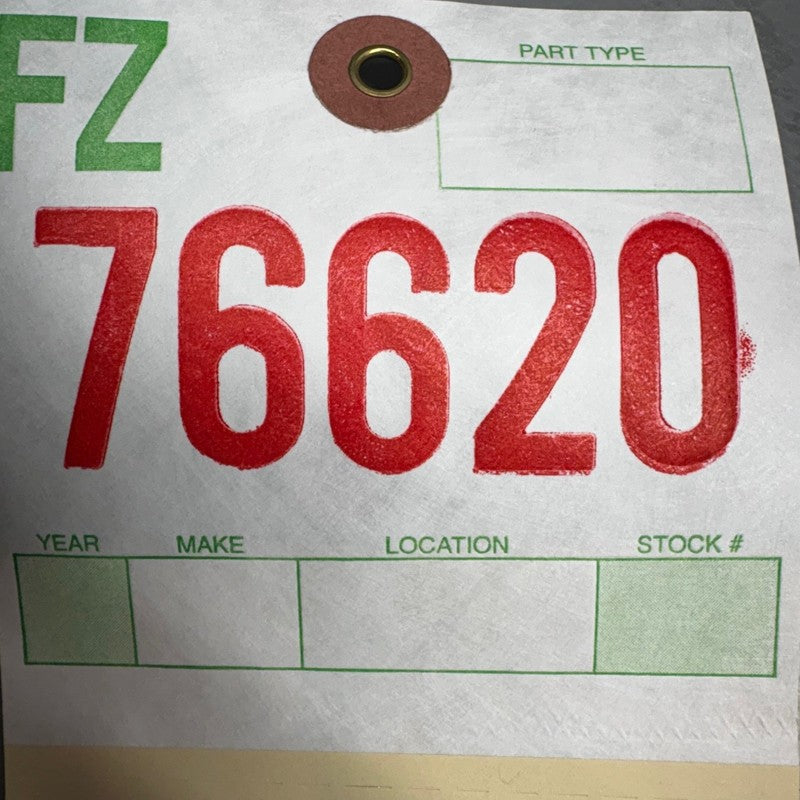 FZ
PART TYPE
76620
YEAR MAKE LOCATION STOCK #